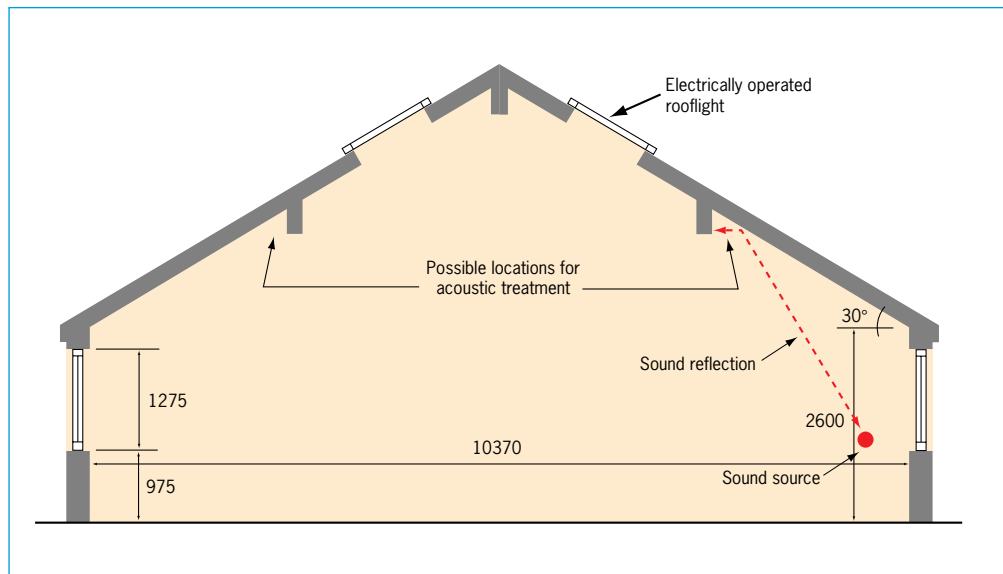 Electrically operated
rooflight
Possible locations for
acoustic treatment
30°
Sound reflection
1275
2600
10370
975
Sound source